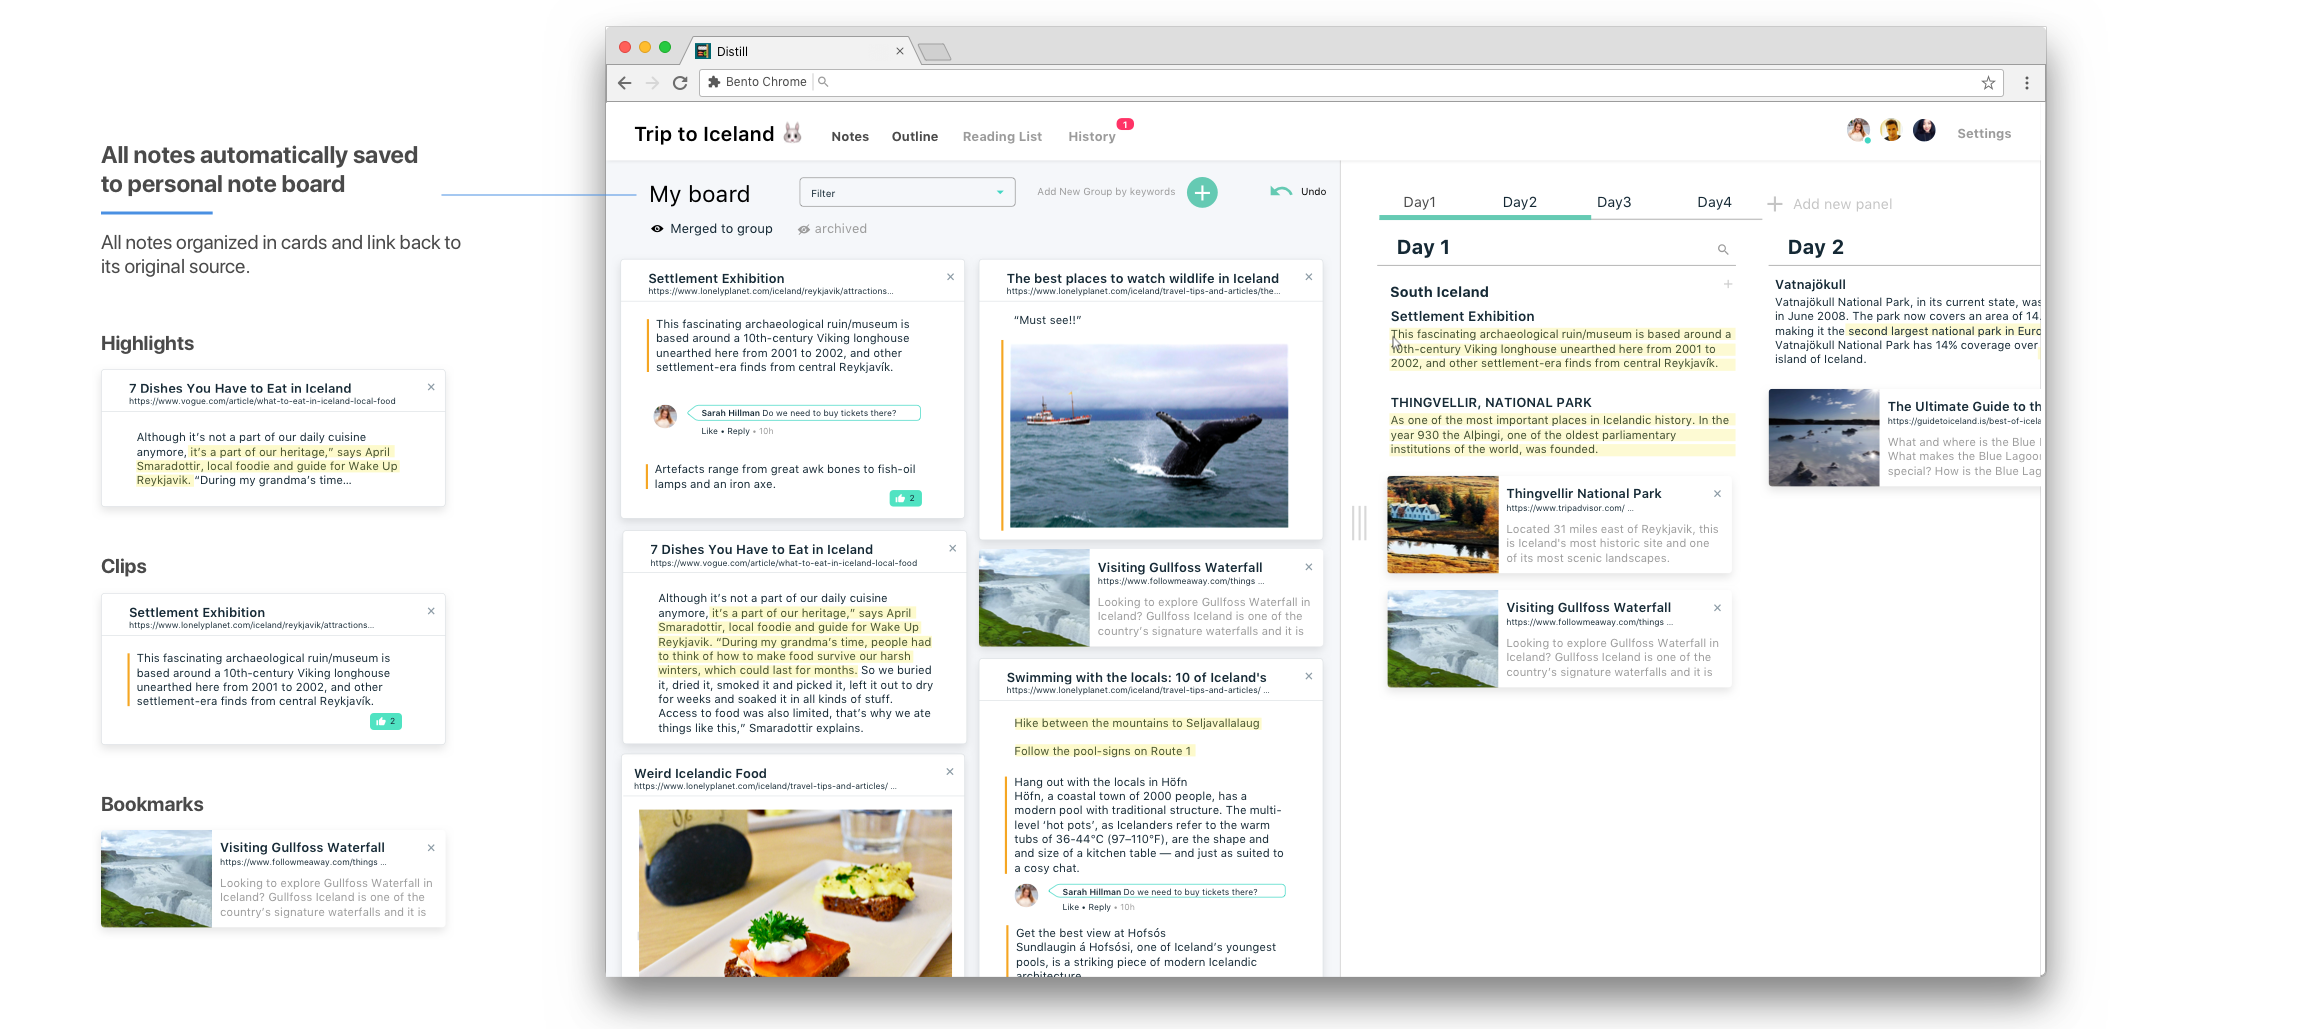 All notes automatically saved
to personal note board
All notes organized in cards and link back to
its original source.
Highlights
7 Dishes You Have to Eat in Iceland
https://www.vogue.com/article/what-to-eat-in-iceland-local-food
Although it's not a part of our daily cuisine
anymore, it's a part of our heritage,” says April
Smaradottir, local foodie and guide for Wake Up
Reykjavik. “During my grandma's time...
Clips
Settlement Exhibition
https://www.lonelyplanet.com/iceland/reykjavik/attractions...
This fascinating archaeological ruin/museum is
based around a 10th-century Viking longhouse
unearthed here from 2001 to 2002, and other
settlement-era finds from central Reykjavík.
2
Bookmarks
Visiting Gullfoss Waterfall
https://www.followmeaway.com/things ...
Looking to explore Gullfoss Waterfall in
Iceland? Gullfoss Iceland is one of the
country's signature waterfalls and it is
Distill
Bento Chrome
Trip to Iceland
Notes
Outline
Reading List
History
1
Settings
My board
Filter
Add New Group by keywords
Undo
Merged to group
archived
Settlement Exhibition
https://www.lonelyplanet.com/iceland/reykjavik/attractions...
This fascinating archaeological ruin/museum is
based around a 10th-century Viking longhouse
unearthed here from 2001 to 2002, and other
settlement-era finds from central Reykjavík.
Sarah Hillman Do we need to buy tickets there?
Like • Reply • 10h
Artefacts range from great awk bones to fish-oil
lamps and an iron axe.
2
7 Dishes You Have to Eat in Iceland
https://www.vogue.com/article/what-to-eat-in-iceland-local-food
Although it's not a part of our daily cuisine
anymore, it's a part of our heritage,” says April
Smaradottir, local foodie and guide for Wake Up
Reykjavik. “During my grandma's time, people had
to think of how to make food survive our harsh
winters, which could last for months. So we buried
it, dried it, smoked it and picked it, left it out to dry
for weeks and soaked it in all kinds of stuff.
Access to food was also limited, that's why we ate
things like this,” Smaradottir explains.
Weird Icelandic Food
https://www.lonelyplanet.com/iceland/travel-tips-and-articles/ ...
The best places to watch wildlife in Iceland
https://www.lonelyplanet.com/iceland/travel-tips-and-articles/the...
“Must see!!”
Visiting Gullfoss Waterfall
https://www.followmeaway.com/things ...
Looking to explore Gullfoss Waterfall in
Iceland? Gullfoss Iceland is one of the
country's signature waterfalls and it is
Swimming with the locals: 10 of Iceland's
https://www.lonelyplanet.com/iceland/travel-tips-and-articles/ ...
Hike between the mountains to Seljavallalaug
Follow the pool-signs on Route 1
Hang out with the locals in Höfn
Höfn, a coastal town of 2000 people, has a
modern pool with traditional structure. The multi-
level ‘hot pots’, as Icelanders refer to the warm
tubs of 36-44°C (97–110°F), are the shape and
and size of a kitchen table — and just as suited to
a cosy chat.
Sarah Hillman Do we need to buy tickets there?
Like • Reply • 10h
Get the best view at Hofsós
Sundlaugin á Hofsósi, one of Iceland's youngest
pools, is a striking piece of modern Icelandic
architecture
Day1
Day2
Day3
Day4
Add new panel
Day 1
South Iceland
Settlement Exhibition
This fascinating archaeological ruin/museum is based around a
10th-century Viking longhouse unearthed here from 2001 to
2002, and other settlement-era finds from central Reykjavík.
THINGVELLIR, NATIONAL PARK
As one of the most important places in Icelandic history. In the
year 930 the Alþingi, one of the oldest parliamentary
institutions of the world, was founded.
Thingvellir National Park
https://www.tripadvisor.com/ ...
Located 31 miles east of Reykjavik, this
is Iceland's most historic site and one
of its most scenic landscapes.
Visiting Gullfoss Waterfall
https://www.followmeaway.com/things ...
Looking to explore Gullfoss Waterfall in
Iceland? Gullfoss Iceland is one of the
country's signature waterfalls and it is
Day 2
Vatnajökull
Vatnajökull National Park, in its current state, was
in June 2008. The park now covers an area of 14.
making it the second largest national park in Euro
Vatnajökull National Park has 14% coverage over
island of Iceland.
The Ultimate Guide to th
https://guidetoiceland.is/best-of-icela
What and where is the Blue
What makes the Blue Lagoo
special? How is the Blue Lag